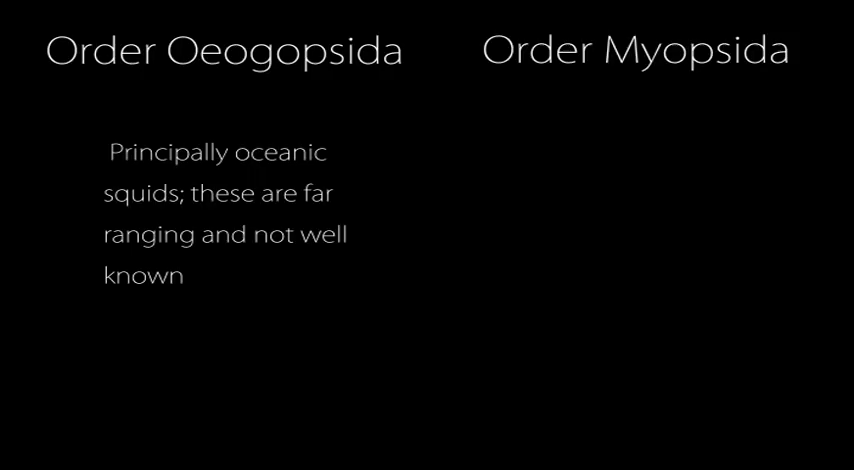 Order Oeogopsida
Order Myopsida
Principally oceanic
squids; these are far
ranging and not well
known